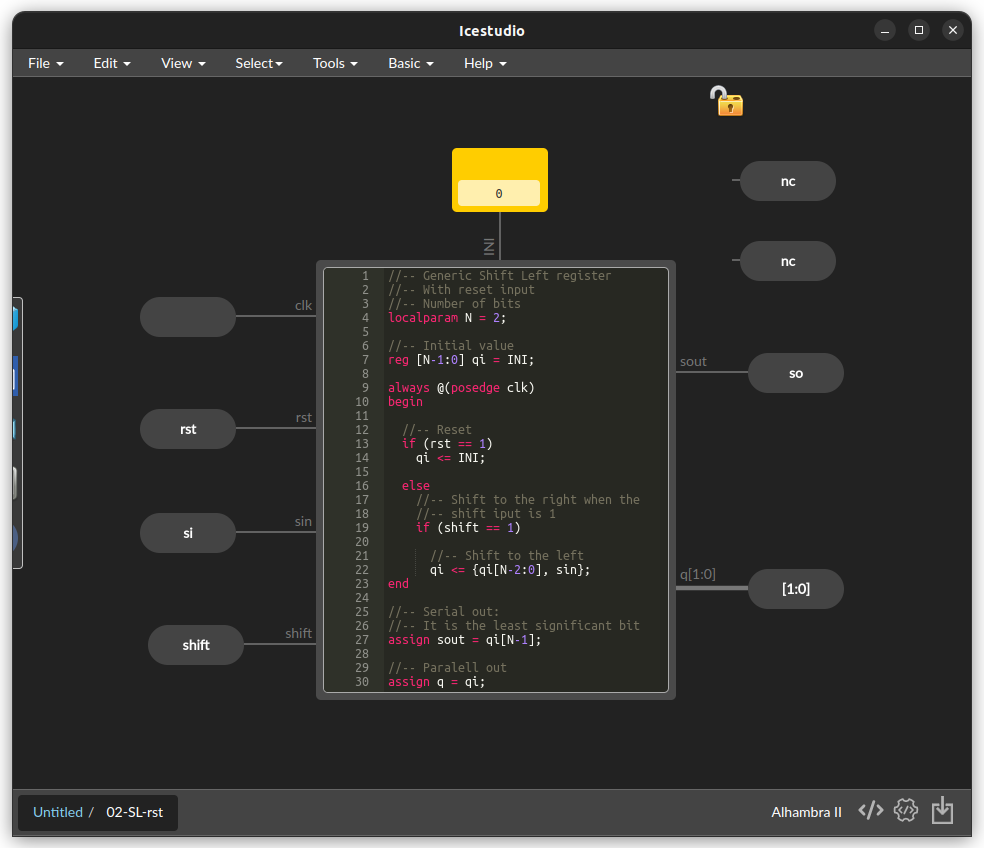 Icestudio
File Edit View Select Tools Basic Help
nc
0
INI
nc
clk
rst
rst
si
sin
shift
shift
1 //-- Generic Shift Left register
2 //-- With reset input
3 //-- Number of bits
4 localparam N = 2;
5
6 //-- Initial value
7 reg [N-1:0] qi = INI;
8
9 always @(posedge clk)
10 begin
11
12 //-- Reset
13 if (rst == 1)
14 qi <= INI;
15
16 else
17 //-- Shift to the right when the
18 //-- shift iput is 1
19 if (shift == 1)
20
21 //-- Shift to the left
22 qi <= {qi[N-2:0], sin};
23 end
24
25 //-- Serial out:
26 //-- It is the least significant bit
27 assign sout = qi[N-1];
28
29 //-- Paralell out
30 assign q = qi;
sout
so
q[1:0]
[1:0]
Untitled / 02-SL-rst
Alhambra II </>